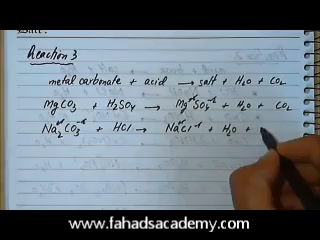 Reaction 3
metal carbonate + acid → salt + H2O + CO2
MgCO3 + H2SO4 → Mg+2SO4-2 + H2O + CO2
Na2+1CO3-2 + HCl → Na+1Cl-1 + H2O +
www.fahadsacademy.com